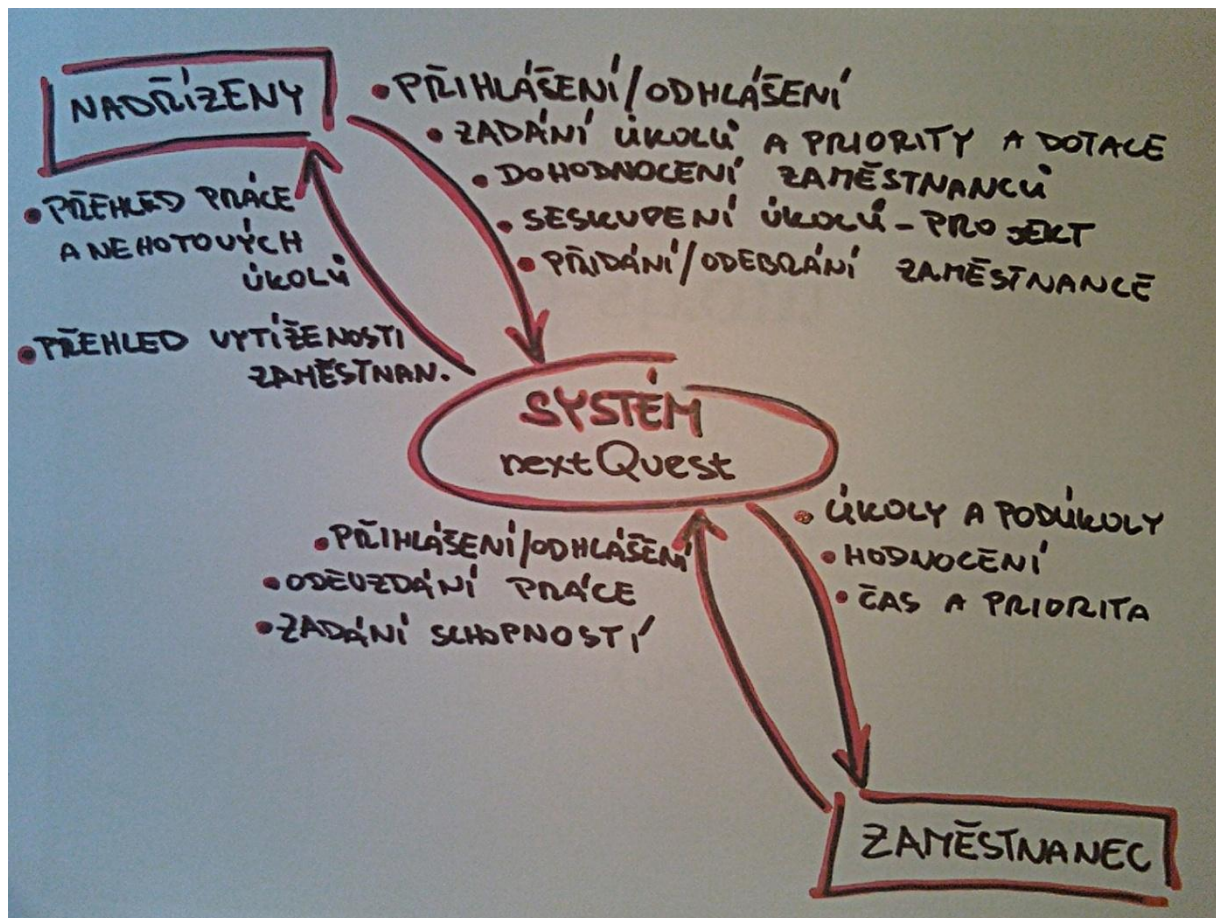 NADŘÍZENY
• PŘIHLÁŠENÍ/ODHLÁŠENÍ
• ZADÁNÍ ÚKOLŮ A PRIORITY A DOTACE
• DOHODNOCENÍ ZAMĚSTNANCŮ
• SESKUPENÍ ÚKOLŮ - PROJEKT
• PŘIDÁNÍ/ODEBRÁNÍ ZAMĚSTNANCE
• PŘEHLED PRÁCE
A NEHOTOVÝCH
ÚKOLŮ
• PŘEHLED VYTÍŽENOSTI
ZAMĚSTNAN.
SYSTÉM
nextQuest
• PŘIHLÁŠENÍ/ODHLÁŠENÍ
• ODEVZDÁNÍ PRÁCE
• ZADÁNÍ SCHOPNOSTÍ
• ÚKOLY A PODÚKOLY
• HODNOCENÍ
• ČAS A PRIORITA
ZAMĚSTNANEC